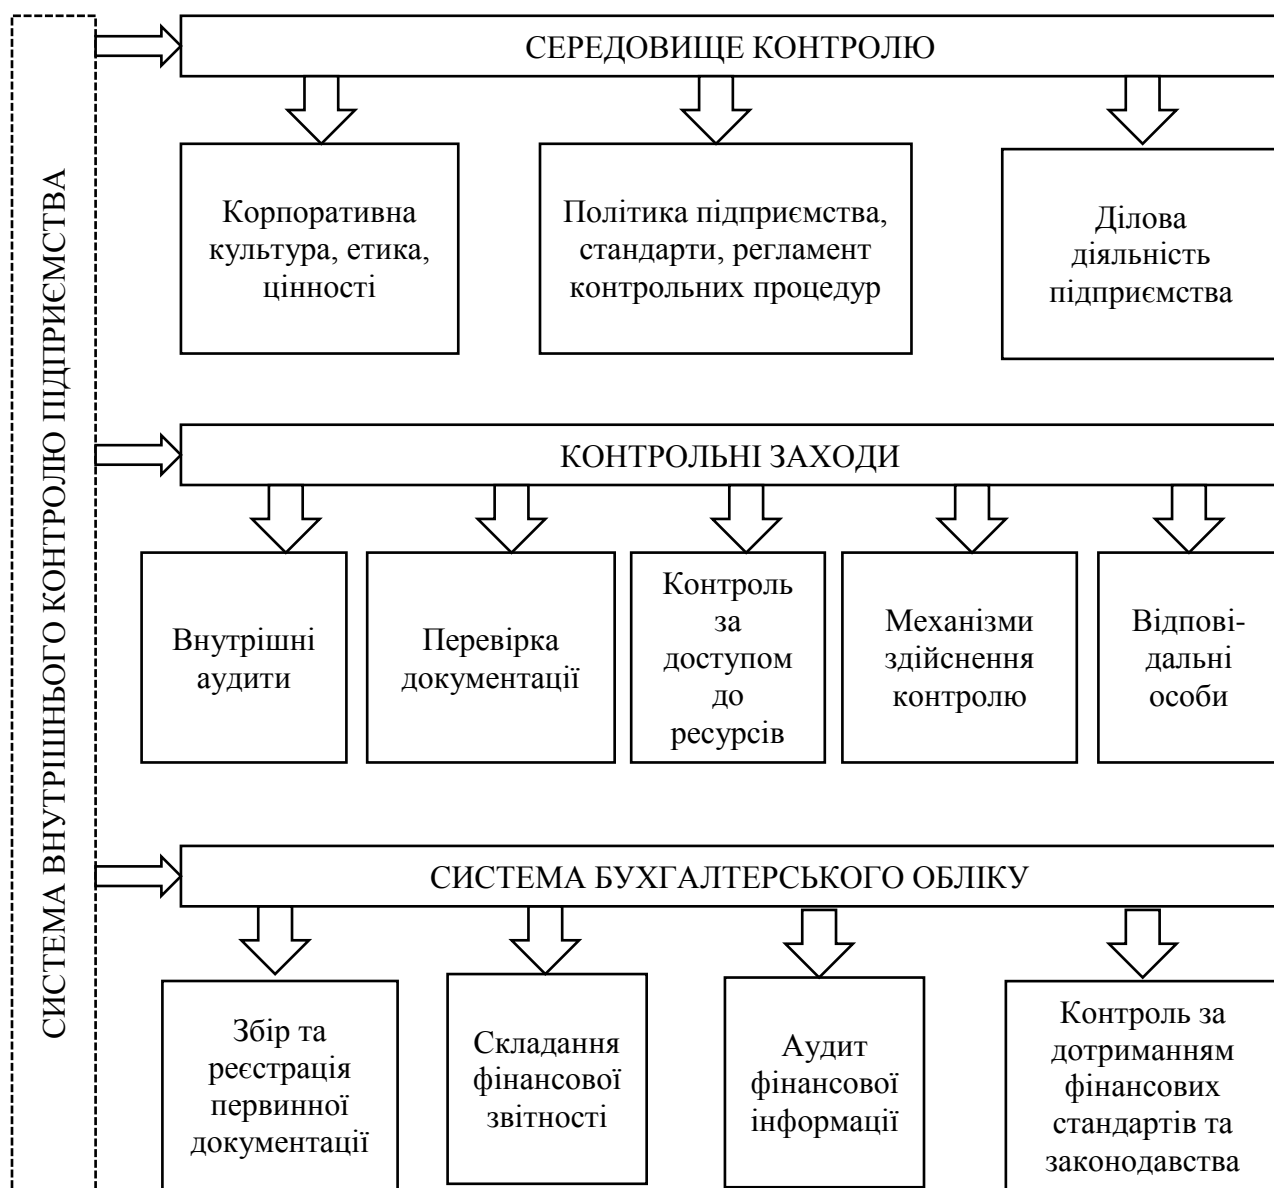 СИСТЕМА ВНУТРІШНЬОГО КОНТРОЛЮ ПІДПРИЄМСТВА
СЕРЕДОВИЩЕ КОНТРОЛЮ
Корпоративна
культура, етика,
цінності
Політика підприємства,
стандарти, регламент
контрольних процедур
Ділова
діяльність
підприємства
КОНТРОЛЬНІ ЗАХОДИ
Внутрішні
аудити
Перевірка
документації
Контроль
за
доступом
до
ресурсів
Механізми
здійснення
контролю
Відпові-
дальні
особи
СИСТЕМА БУХГАЛТЕРСЬКОГО ОБЛІКУ
Збір та
реєстрація
первинної
документації
Складання
фінансової
звітності
Аудит
фінансової
інформації
Контроль за
дотриманням
фінансових
стандартів та
законодавства